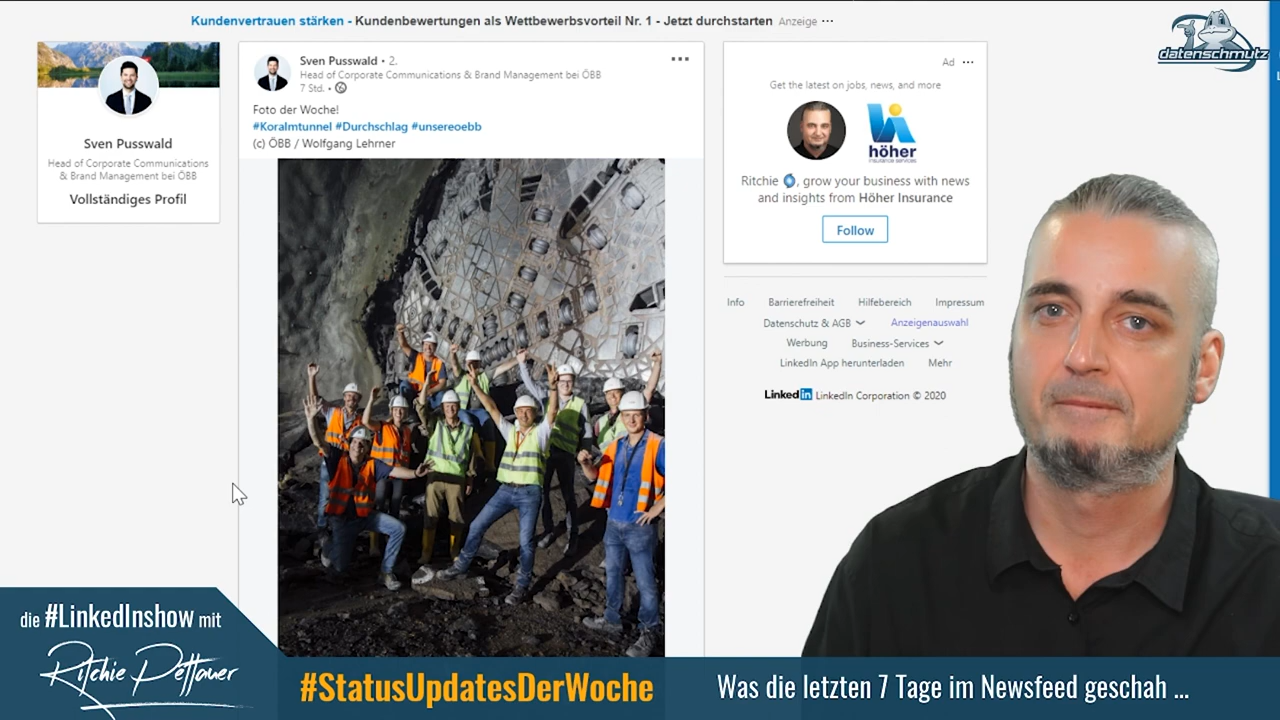 Kundenvertrauen stärken - Kundenbewertungen als Wettbewerbsvorteil Nr. 1 - Jetzt durchstarten Anzeige ···
datenschmutz
Sven Pusswald
Head of Corporate Communications
& Brand Management bei ÖBB
Vollständiges Profil
Sven Pusswald • 2.
Head of Corporate Communications & Brand Management bei ÖBB
7 Std. •
Foto der Woche!
#Koralmtunnel #Durchschlag #unsereoebb
(c) ÖBB / Wolfgang Lehrner
Ad ···
Get the latest on jobs, news, and more
höher
insurance services
Ritchie, grow your business with news
and insights from Höher Insurance
Follow
Info Barrierefreiheit Hilfebereich Impressum
Datenschutz & AGB Anzeigenauswahl
Werbung Business-Services
LinkedIn App herunterladen Mehr
LinkedIn LinkedIn Corporation © 2020
die #LinkedInshow mit
Ritchie Pettauer
#StatusUpdatesDerWoche
Was die letzten 7 Tage im Newsfeed geschah ...